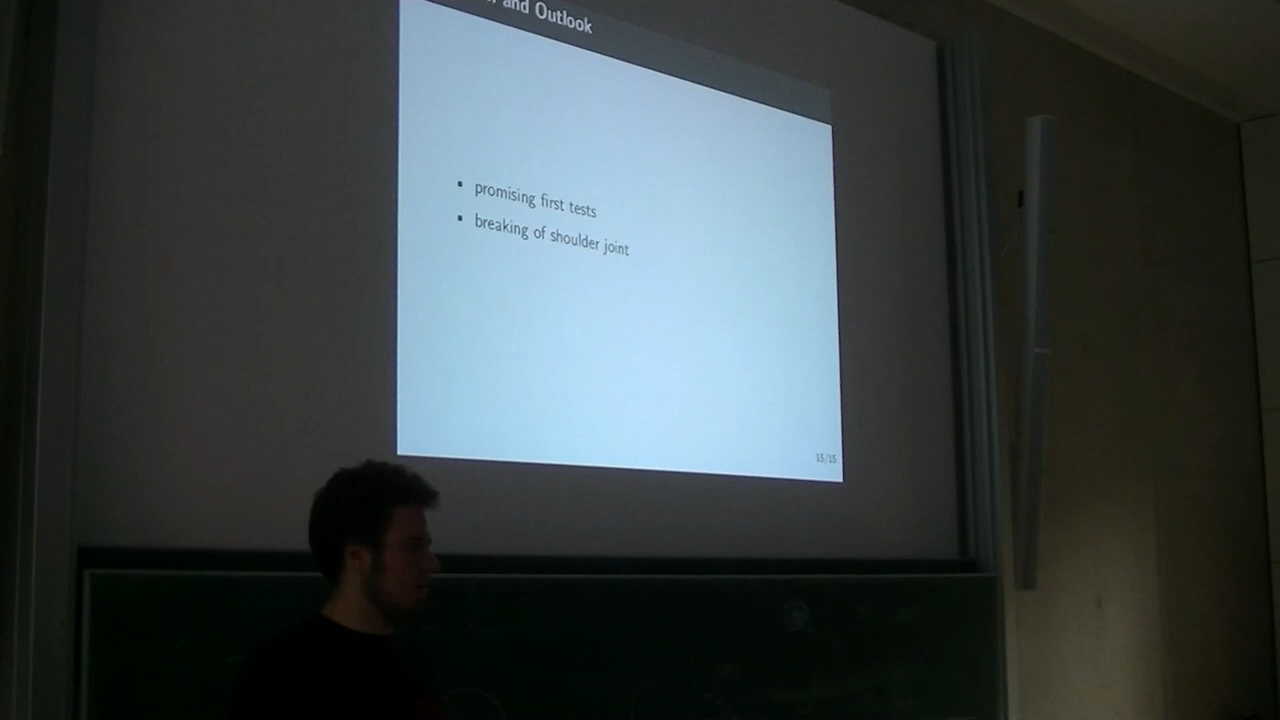 and Outlook
promising first tests
breaking of shoulder joint
15/15